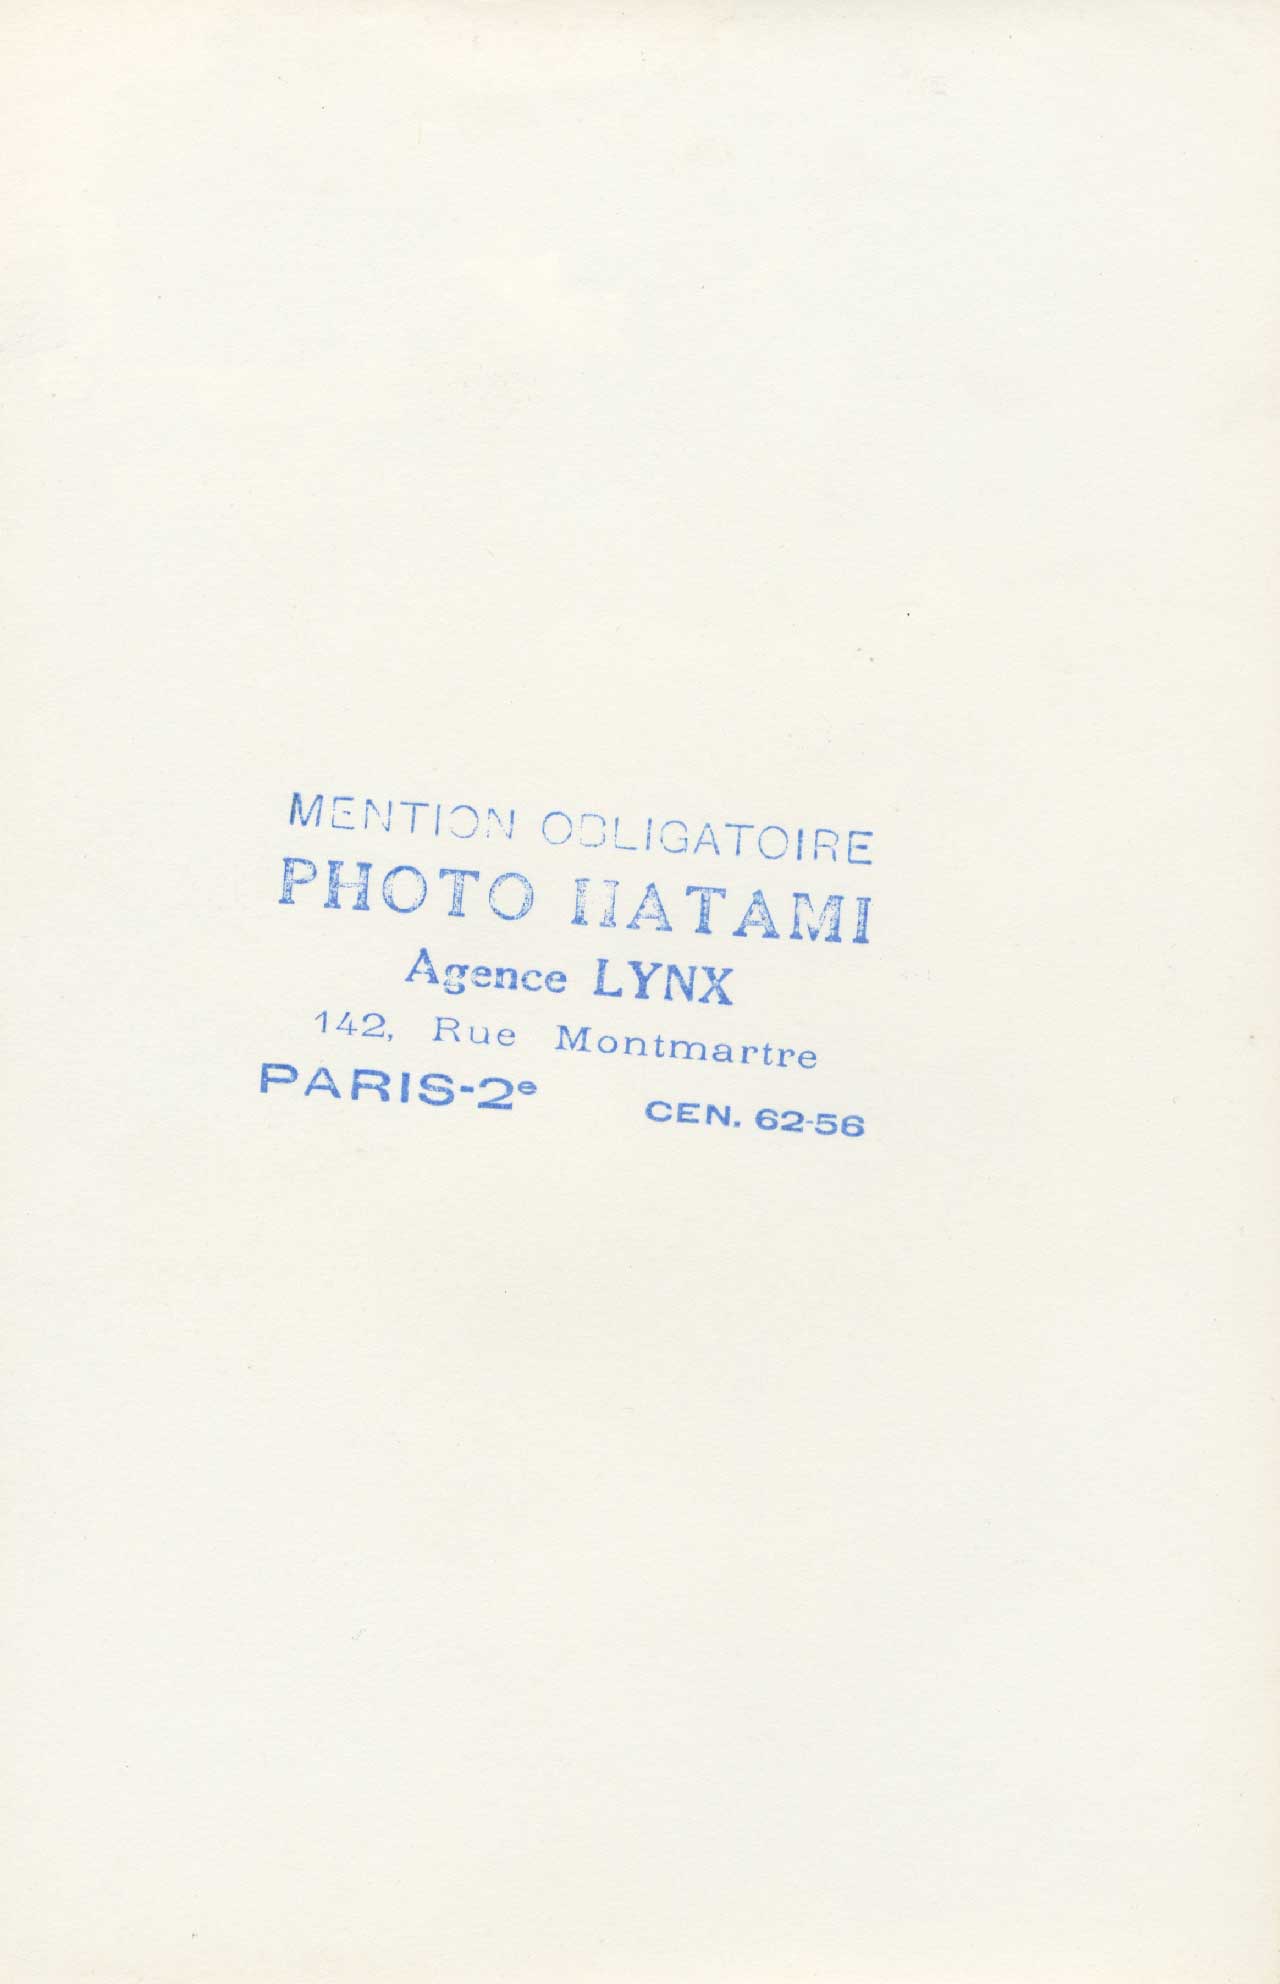 MENTION OBLIGATOIRE
PHOTO HATAMI
Agence LYNX
142, Rue Montmartre
PARIS-2e CEN. 62-56